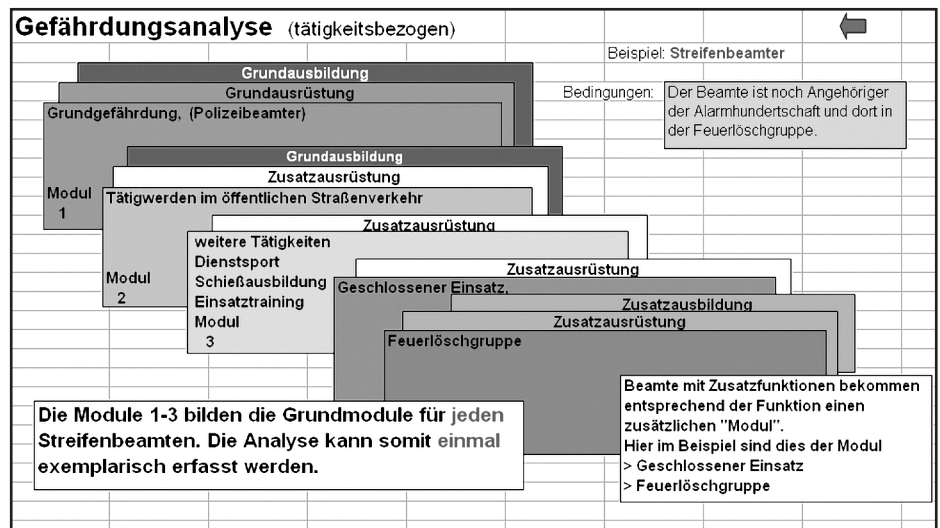 Gefährdungsanalyse (tätigkeitsbezogen)
Beispiel: Streifenbeamter
Bedingungen:
Der Beamte ist noch Angehöriger
der Alarmhundertschaft und dort in
der Feuerlöschgruppe.
Grundausbildung
Grundausrüstung
Grundgefährdung, (Polizeibeamter)
Modul
1
Grundausbildung
Zusatzausrüstung
Tätigwerden im öffentlichen Straßenverkehr
Modul
2
Zusatzausrüstung
weitere Tätigkeiten
Dienstsport
Schießausbildung
Einsatztraining
Modul
3
Zusatzausrüstung
Geschlossener Einsatz,
Zusatzausbildung
Zusatzausrüstung
Feuerlöschgruppe
Die Module 1-3 bilden die Grundmodule für jeden
Streifenbeamten. Die Analyse kann somit einmal
exemplarisch erfasst werden.
Beamte mit Zusatzfunktionen bekommen
entsprechend der Funktion einen
zusätzlichen "Modul".
Hier im Beispiel sind dies der Modul
> Geschlossener Einsatz
> Feuerlöschgruppe